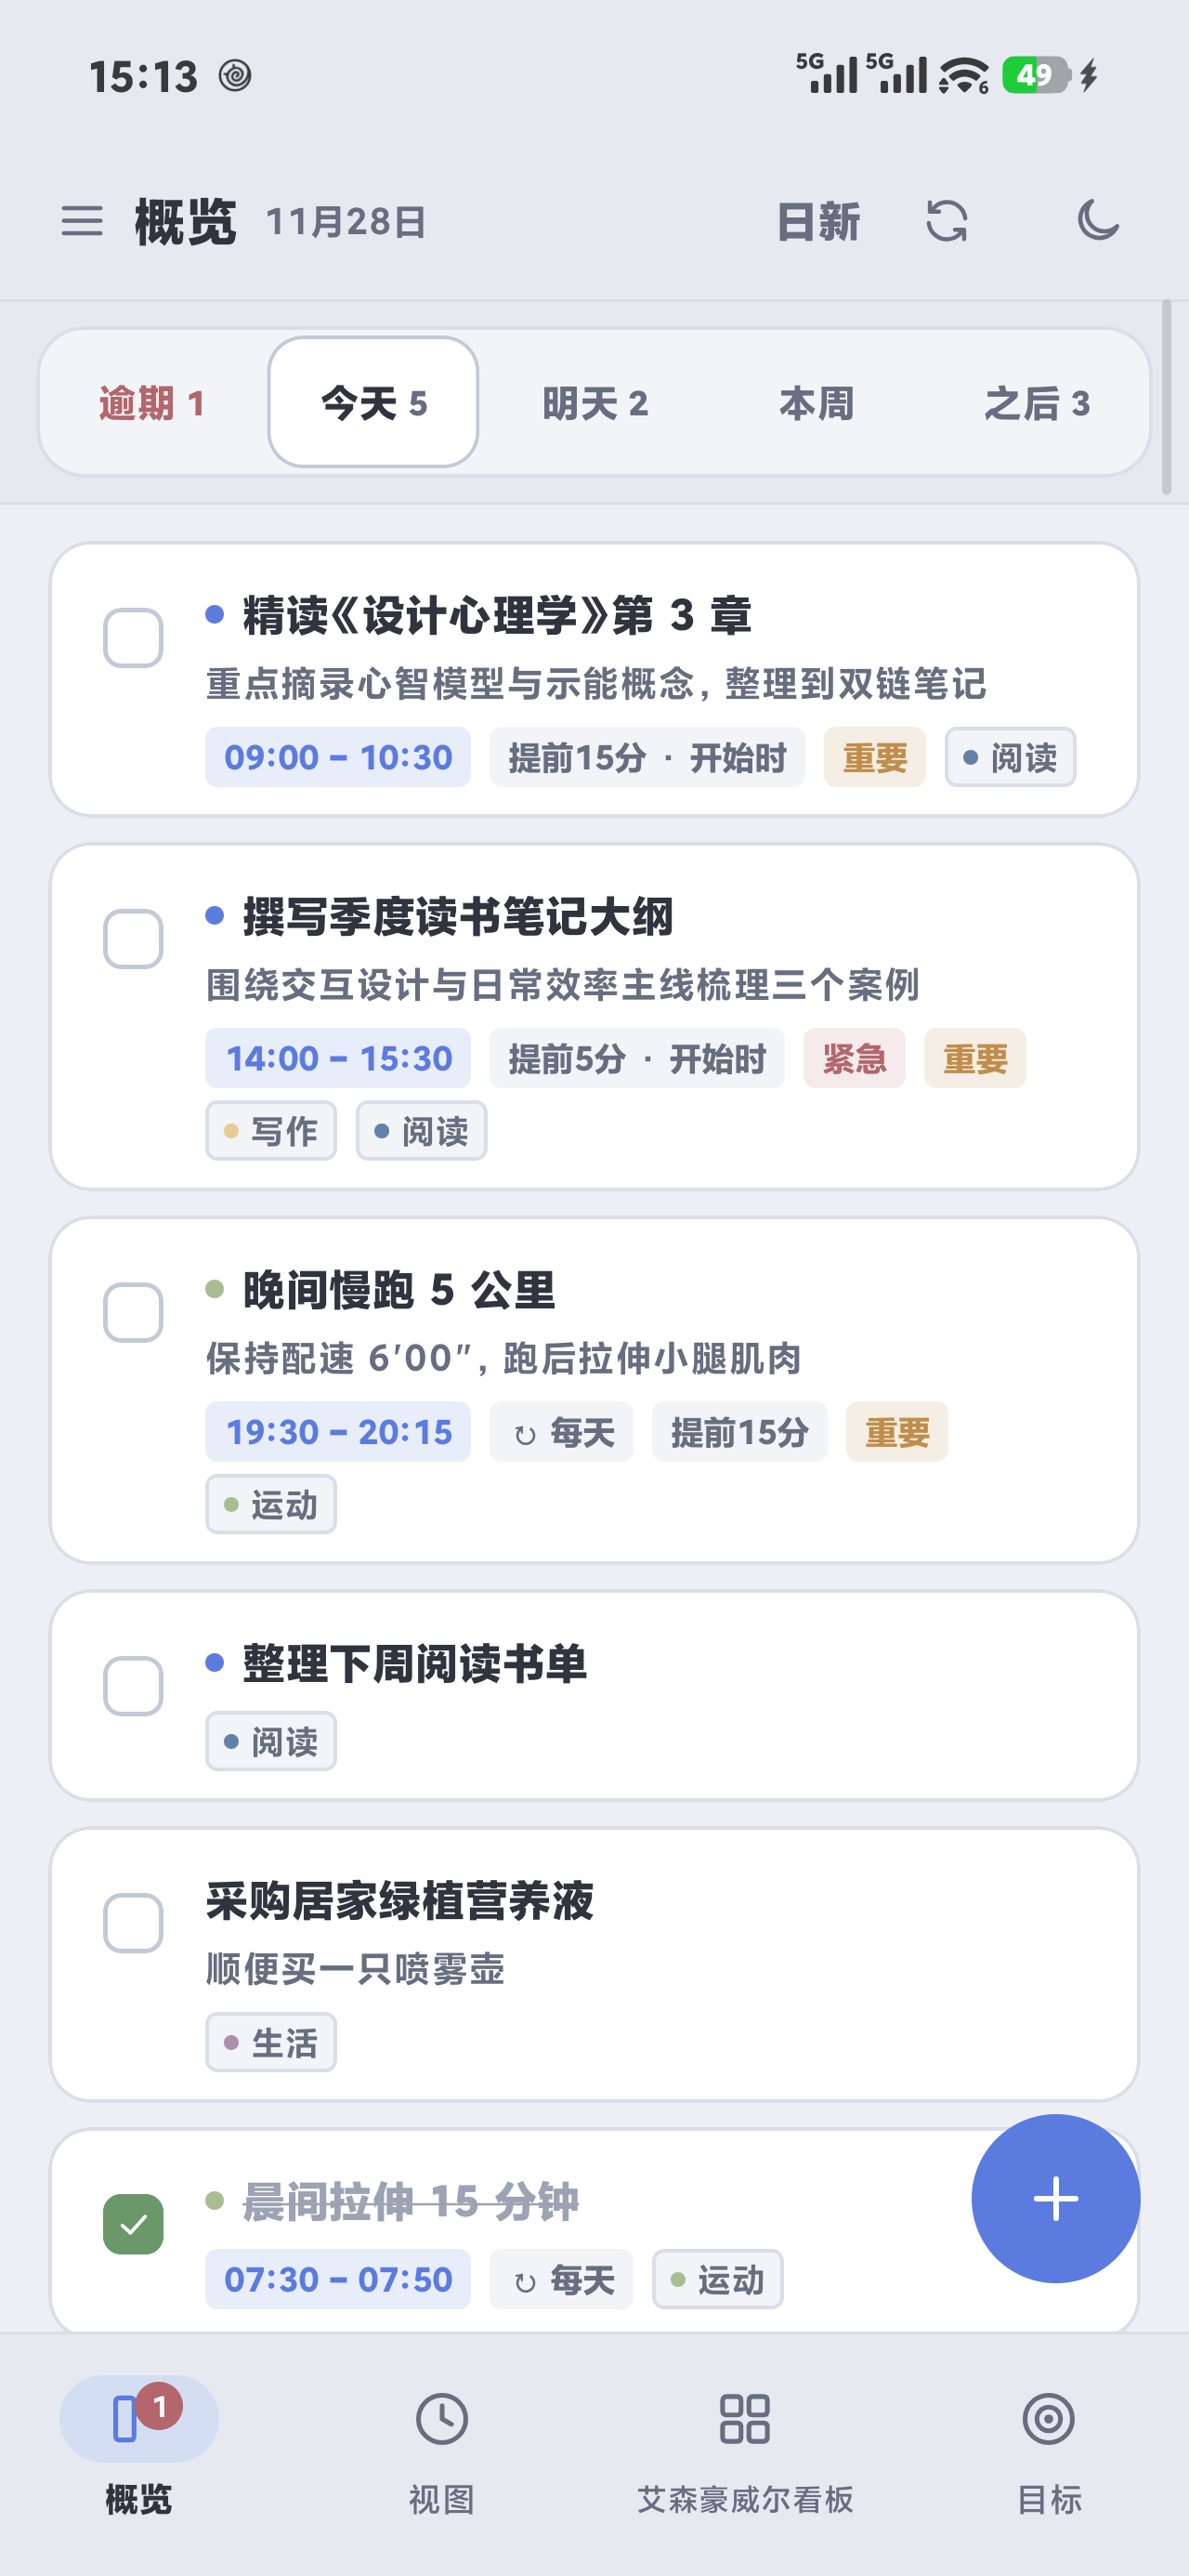 15:13 5G 5G 6 49
概览 11月28日 日新
逾期 1 今天 5 明天 2 本周 之后 3
精读《设计心理学》第 3 章
重点摘录心智模型与示能概念, 整理到双链笔记
09:00 – 10:30 提前15分 · 开始时 重要 阅读
撰写季度读书笔记大纲
围绕交互设计与日常效率主线梳理三个案例
14:00 – 15:30 提前5分 · 开始时 紧急 重要
写作 阅读
晚间慢跑 5 公里
保持配速 6′00″, 跑后拉伸小腿肌肉
19:30 – 20:15 ↻ 每天 提前15分 重要
运动
整理下周阅读书单
阅读
采购居家绿植营养液
顺便买一只喷雾壶
生活
晨间拉伸 15 分钟
07:30 – 07:50 ↻ 每天 运动
1
概览 视图 艾森豪威尔看板 目标